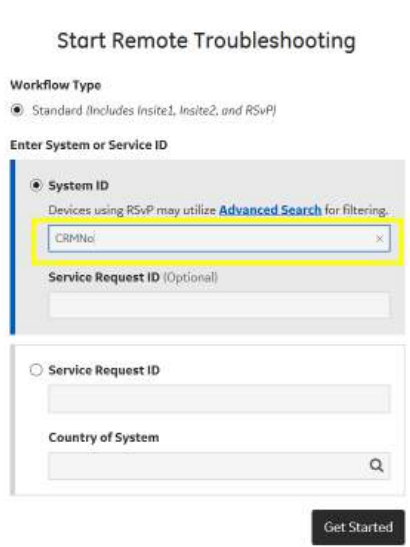 Start Remote Troubleshooting
Workflow Type
Standard (Includes Insite1, Insite2, and RSvP)
Enter System or Service ID
System ID
Devices using RSvP may utilize Advanced Search for filtering.
CRMNo
Service Request ID (Optional)
Service Request ID
Country of System
Get Started